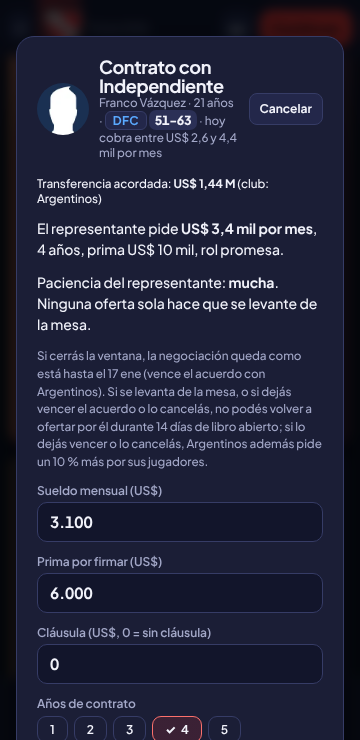 Contrato con
Independiente
Franco Vázquez · 21 años
· DFC 51–63 · hoy
cobra entre US$ 2,6 y 4,4
mil por mes
Cancelar
Transferencia acordada: US$ 1,44 M (club:
Argentinos)
El representante pide US$ 3,4 mil por mes,
4 años, prima US$ 10 mil, rol promesa.
Paciencia del representante: mucha.
Ninguna oferta sola hace que se levante de
la mesa.
Si cerrás la ventana, la negociación queda como
está hasta el 17 ene (vence el acuerdo con
Argentinos). Si se levanta de la mesa, o si dejás
vencer el acuerdo o lo cancelás, no podés volver a
ofertar por él durante 14 días de libro abierto; si lo
dejás vencer o lo cancelás, Argentinos además pide
un 10 % más por sus jugadores.
Sueldo mensual (US$)
3.100
Prima por firmar (US$)
6.000
Cláusula (US$, 0 = sin cláusula)
0
Años de contrato
1 2 3 ✓ 4 5